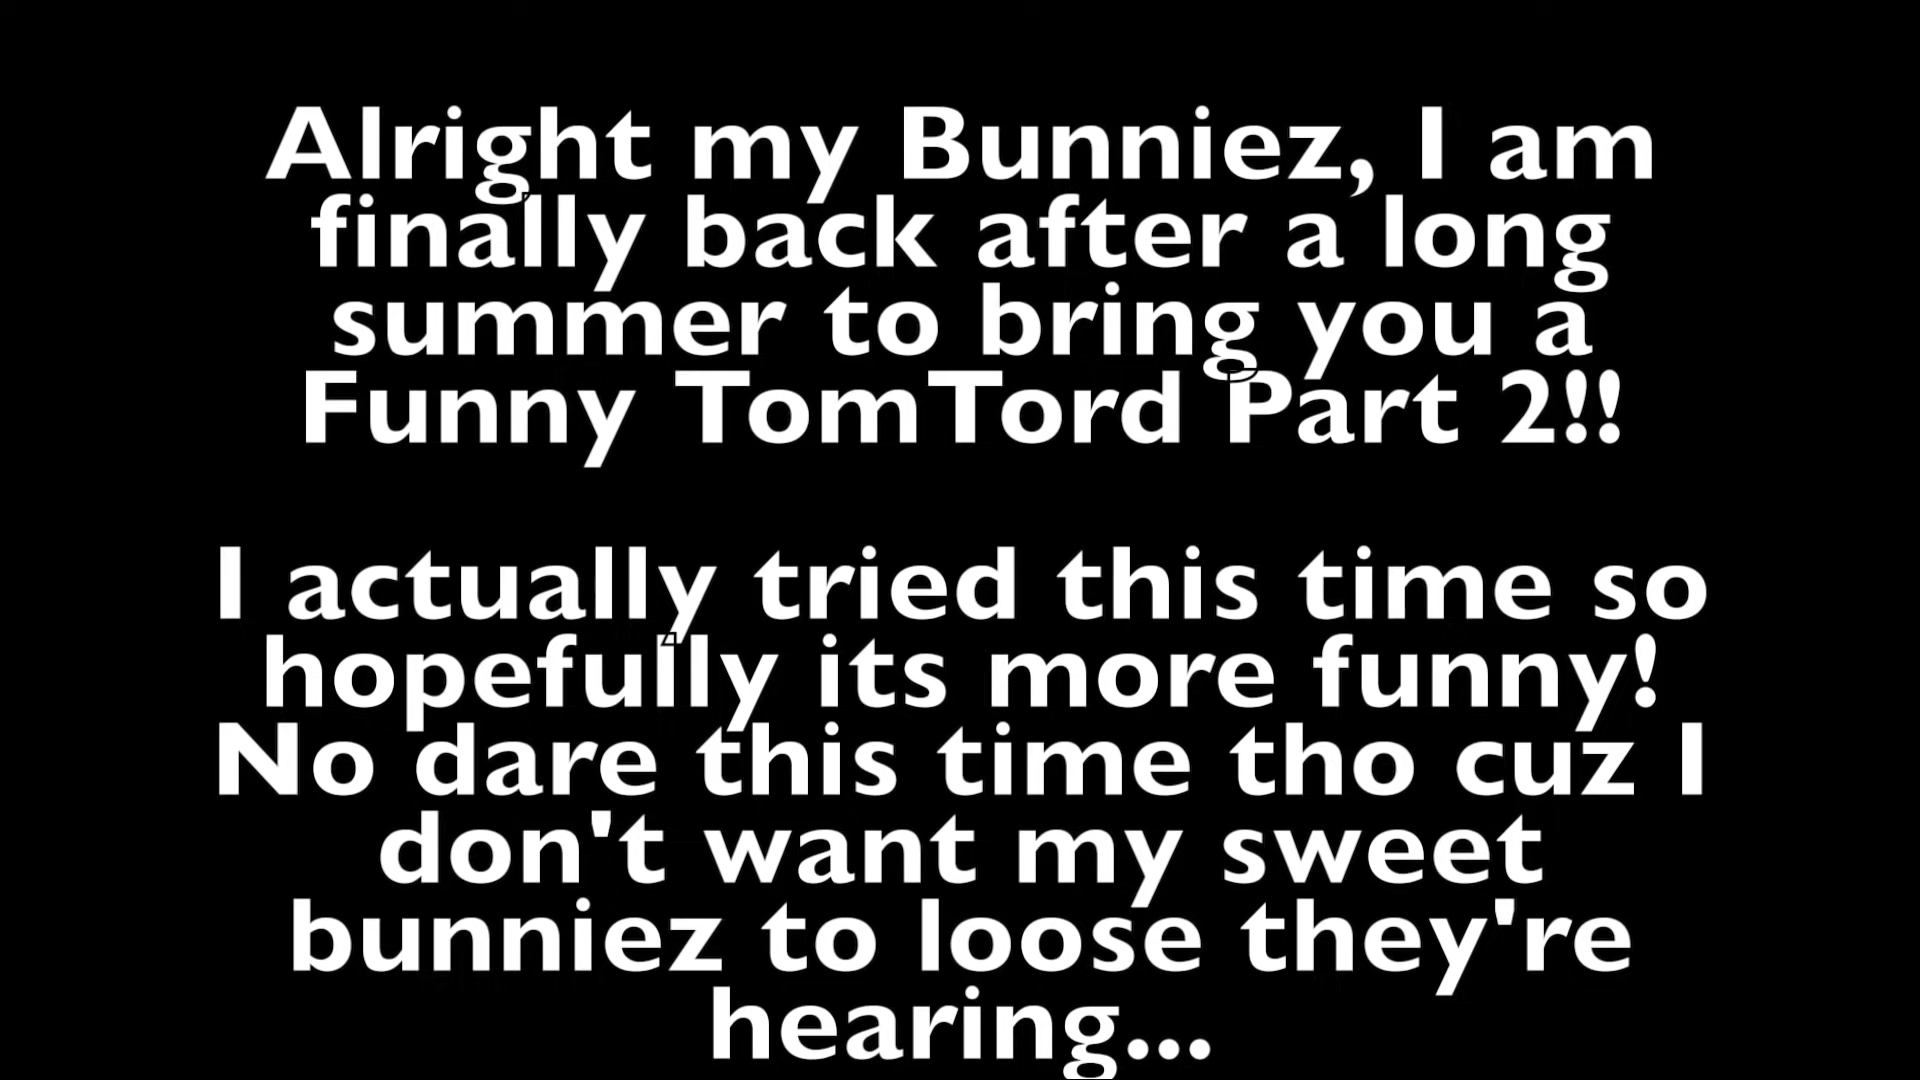 Alright my Bunniez, I am
finally back after a long
summer to bring you a
Funny TomTord Part 2!!
I actually tried this time so
hopefully its more funny!
No dare this time tho cuz I
don't want my sweet
bunniez to loose they're
hearing...